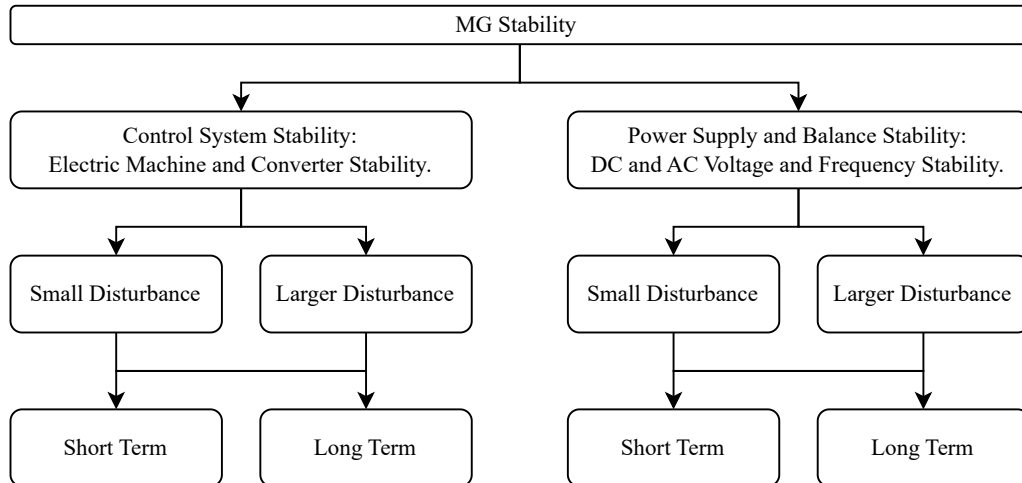 MG Stability
Control System Stability:
Electric Machine and Converter Stability.
Power Supply and Balance Stability:
DC and AC Voltage and Frequency Stability.
Small Disturbance
Larger Disturbance
Small Disturbance
Larger Disturbance
Short Term
Long Term
Short Term
Long Term